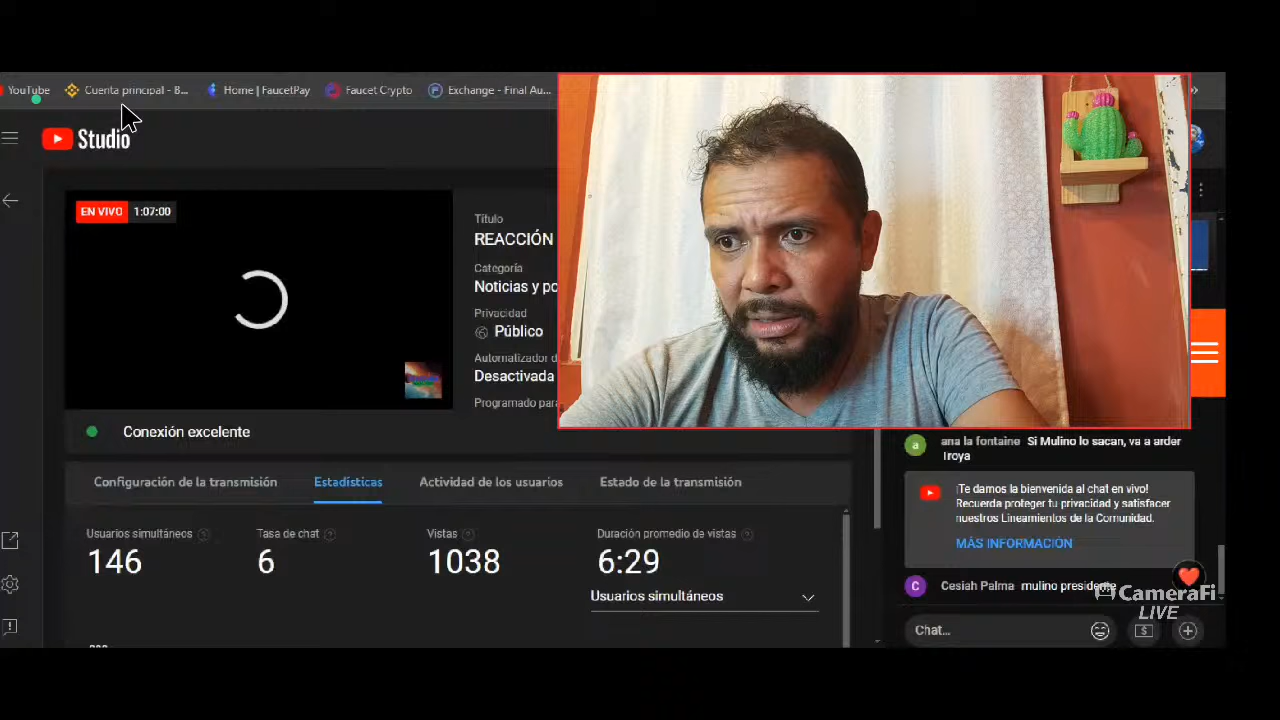 YouTube
Cuenta principal - B...
Home | FaucetPay
Faucet Crypto
Exchange - Final Au...
Studio
EN VIVO 1:07:00
Título
REACCIÓN
Categoría
Noticias y po
Privacidad
Público
Automatizador d
Desactivada
Programado para
Conexión excelente
Configuración de la transmisión
Estadísticas
Actividad de los usuarios
Estado de la transmisión
Usuarios simultáneos
146
Tasa de chat
6
Vistas
1038
Duración promedio de vistas
6:29
Usuarios simultáneos
ana la fontaine Si Mulino lo sacan, va a arder
Troya
¡Te damos la bienvenida al chat en vivo!
Recuerda proteger tu privacidad y satisfacer
nuestros Lineamientos de la Comunidad.
MÁS INFORMACIÓN
Cesiah Palma mulino presidente
CameraFi
LIVE
Chat...